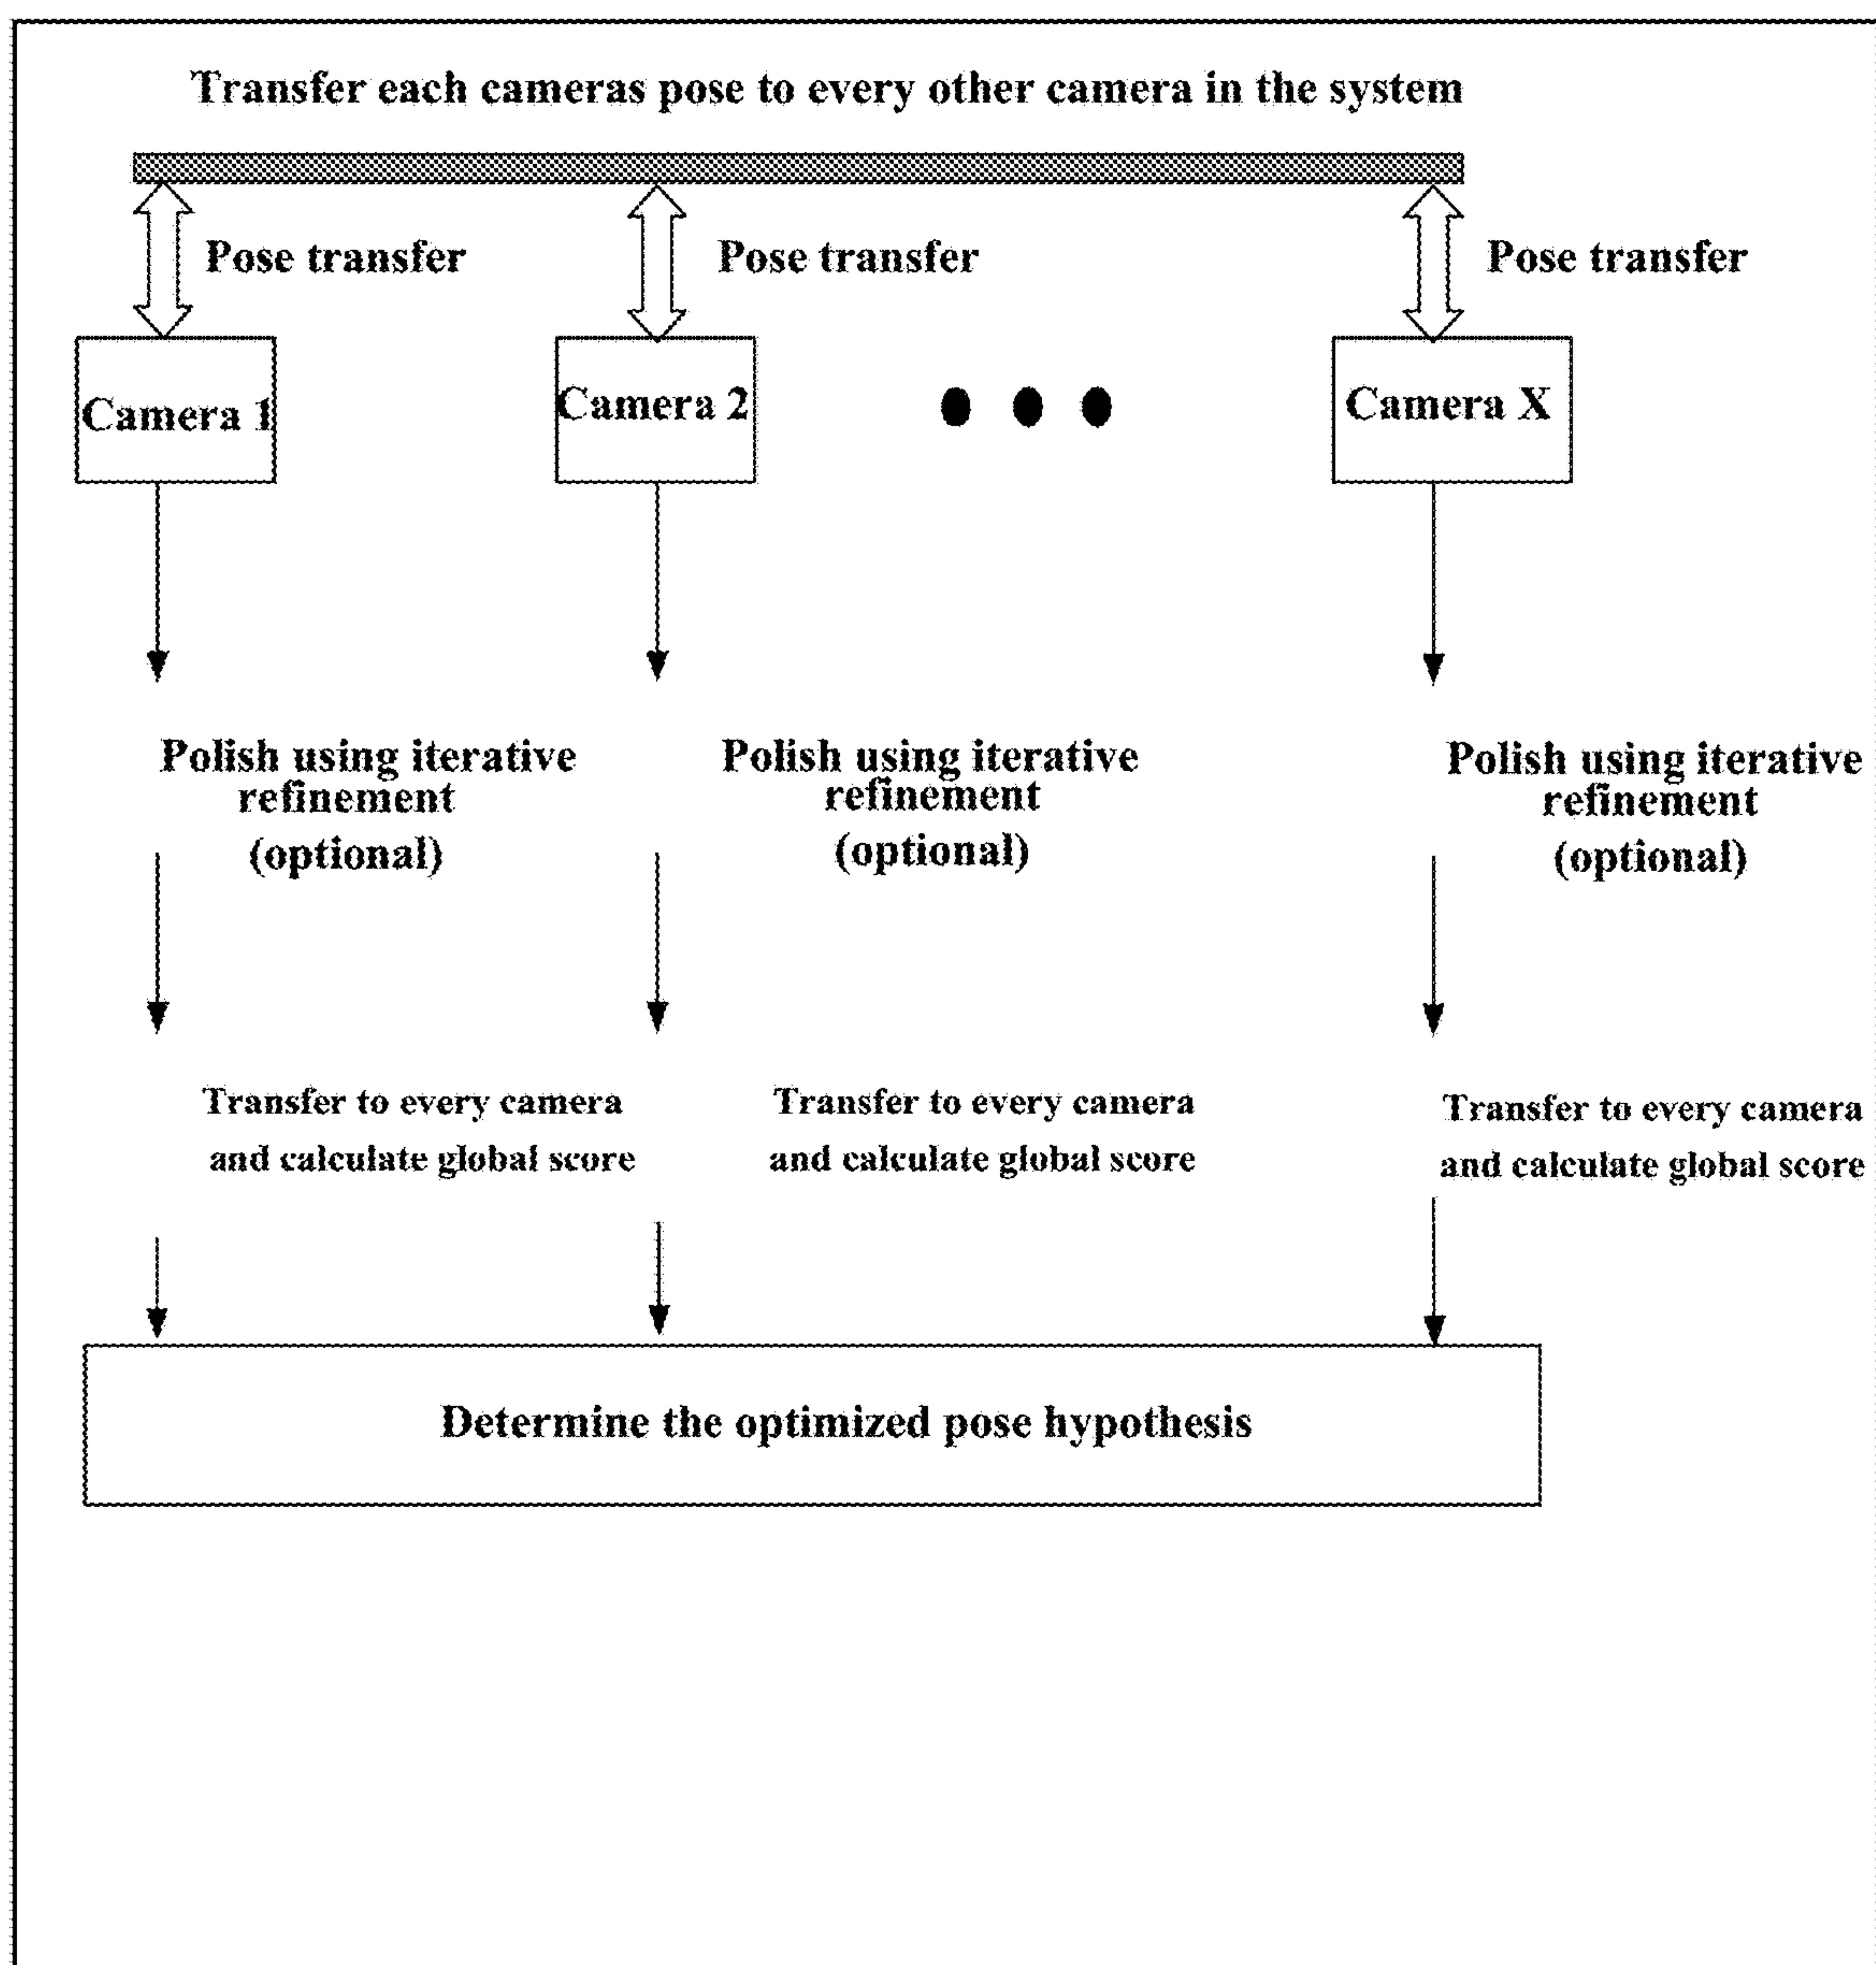 Transfer each cameras pose to every other camera in the system
Pose transfer
Pose transfer
Pose transfer
Camera 1
Camera 2
Camera X
Polish using iterative
refinement
(optional)
Polish using iterative
refinement
(optional)
Polish using iterative
refinement
(optional)
Transfer to every camera
and calculate global score
Transfer to every camera
and calculate global score
Transfer to every camera
and calculate global score
Determine the optimized pose hypothesis